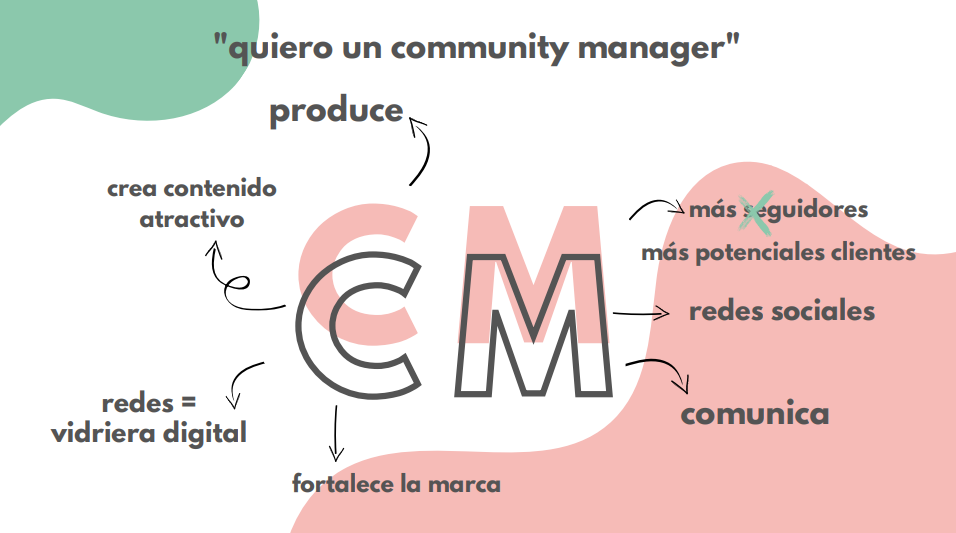 "quiero un community manager"
produce
crea contenido
atractivo
CM
más seguidores
más potenciales clientes
redes sociales
redes =
vidriera digital
comunica
fortalece la marca